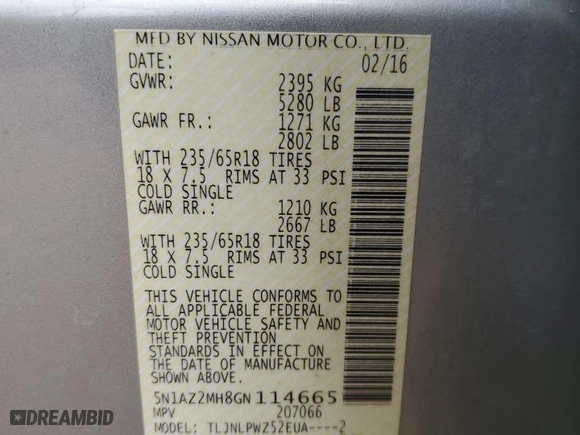 MFD BY NISSAN MOTOR CO., LTD.
DATE: 02/16
GVWR: 2395 KG
5280 LB
GAWR FR.: 1271 KG
2802 LB
WITH 235/65R18 TIRES
18 X 7.5 RIMS AT 33 PSI
COLD SINGLE
GAWR RR.: 1210 KG
2667 LB
WITH 235/65R18 TIRES
18 X 7.5 RIMS AT 33 PSI
COLD SINGLE
THIS VEHICLE CONFORMS TO
ALL APPLICABLE FEDERAL
MOTOR VEHICLE SAFETY AND
THEFT PREVENTION
STANDARDS IN EFFECT ON
THE DATE OF MANUFACTURE
SHOWN ABOVE.
5N1AZ2MH8GN114665
MPV 207066
MODEL: TLJNLPWZ52EUA----2
DEALERSHIPS.CC